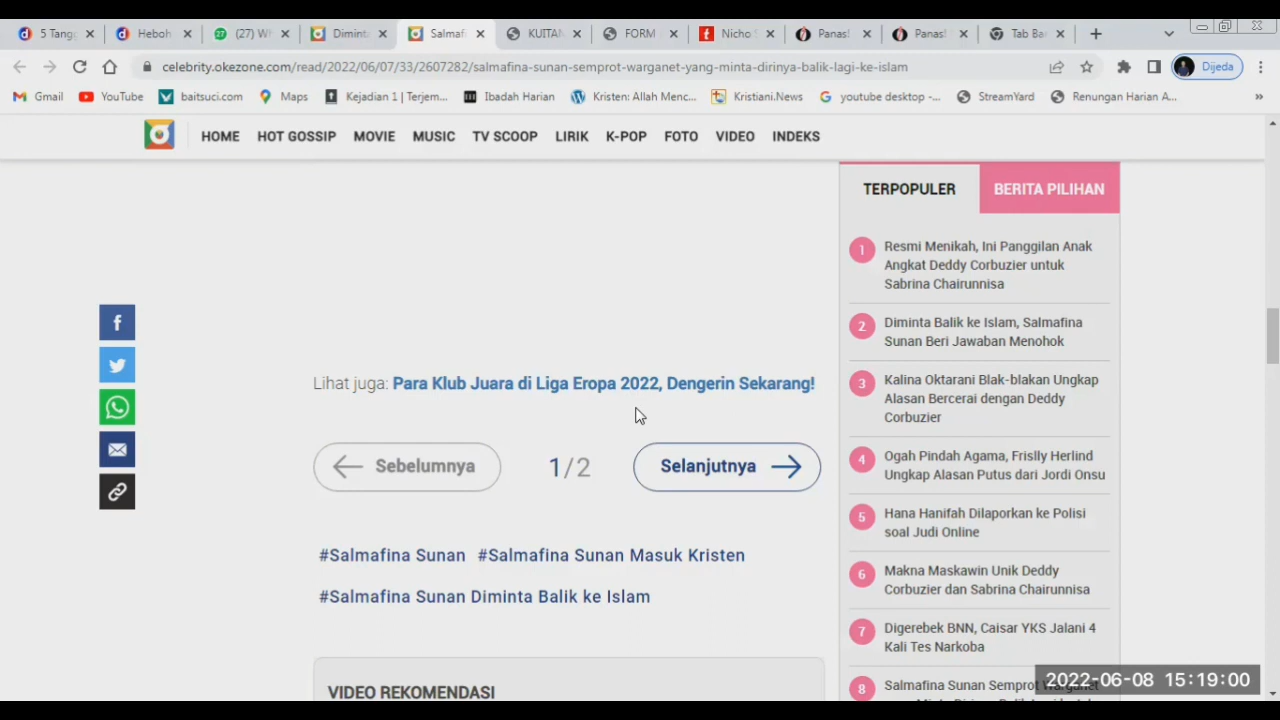 5 Tangg
Heboh
(27) Wh
Diminta
Salmafi
KUITAN
FORM
Nicho S
Panas!
Panas!
Tab Ba
celebrity.okezone.com/read/2022/06/07/33/2607282/salmafina-sunan-semprot-warganet-yang-minta-dirinya-balik-lagi-ke-islam
Dijeda
Gmail
YouTube
baitsuci.com
Maps
Kejadian 1 | Terjem...
Ibadah Harian
Kristen: Allah Menc...
Kristiani.News
youtube desktop -...
StreamYard
Renungan Harian A...
HOME
HOT GOSSIP
MOVIE
MUSIC
TV SCOOP
LIRIK
K-POP
FOTO
VIDEO
INDEKS
Lihat juga: Para Klub Juara di Liga Eropa 2022, Dengerin Sekarang!
Sebelumnya
1/2
Selanjutnya
#Salmafina Sunan #Salmafina Sunan Masuk Kristen
#Salmafina Sunan Diminta Balik ke Islam
VIDEO REKOMENDASI
TERPOPULER
BERITA PILIHAN
1
Resmi Menikah, Ini Panggilan Anak
Angkat Deddy Corbuzier untuk
Sabrina Chairunnisa
2
Diminta Balik ke Islam, Salmafina
Sunan Beri Jawaban Menohok
3
Kalina Oktarani Blak-blakan Ungkap
Alasan Bercerai dengan Deddy
Corbuzier
4
Ogah Pindah Agama, Frislly Herlind
Ungkap Alasan Putus dari Jordi Onsu
5
Hana Hanifah Dilaporkan ke Polisi
soal Judi Online
6
Makna Maskawin Unik Deddy
Corbuzier dan Sabrina Chairunnisa
7
Digerebek BNN, Caisar YKS Jalani 4
Kali Tes Narkoba
8
Salmafina Sunan Semprot Warganet
2022-06-08 15:19:00